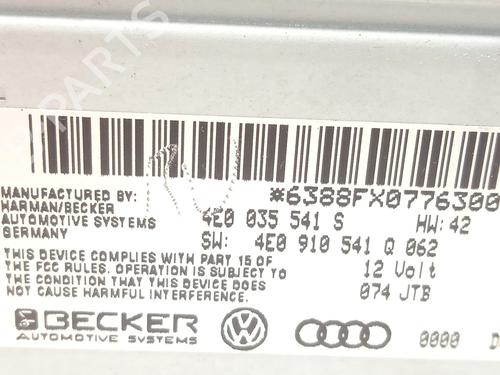 B-PARTS
*6388FX0776300
MANUFACTURED BY:
HARMAN/BECKER
AUTOMOTIVE SYSTEMS
GERMANY
4E0 035 541 S HW: 42
SW: 4E0 910 541 Q 062
12 Volt
074 JTB
THIS DEVICE COMPLIES WITH PART 15 OF
THE FCC RULES. OPERATION IS SUBJECT TO
THE CONDITION THAT THIS DEVICE DOES
NOT CAUSE HARMFUL INTERFERENCE.
BECKER
AUTOMOTIVE SYSTEMS
VW
0000 D